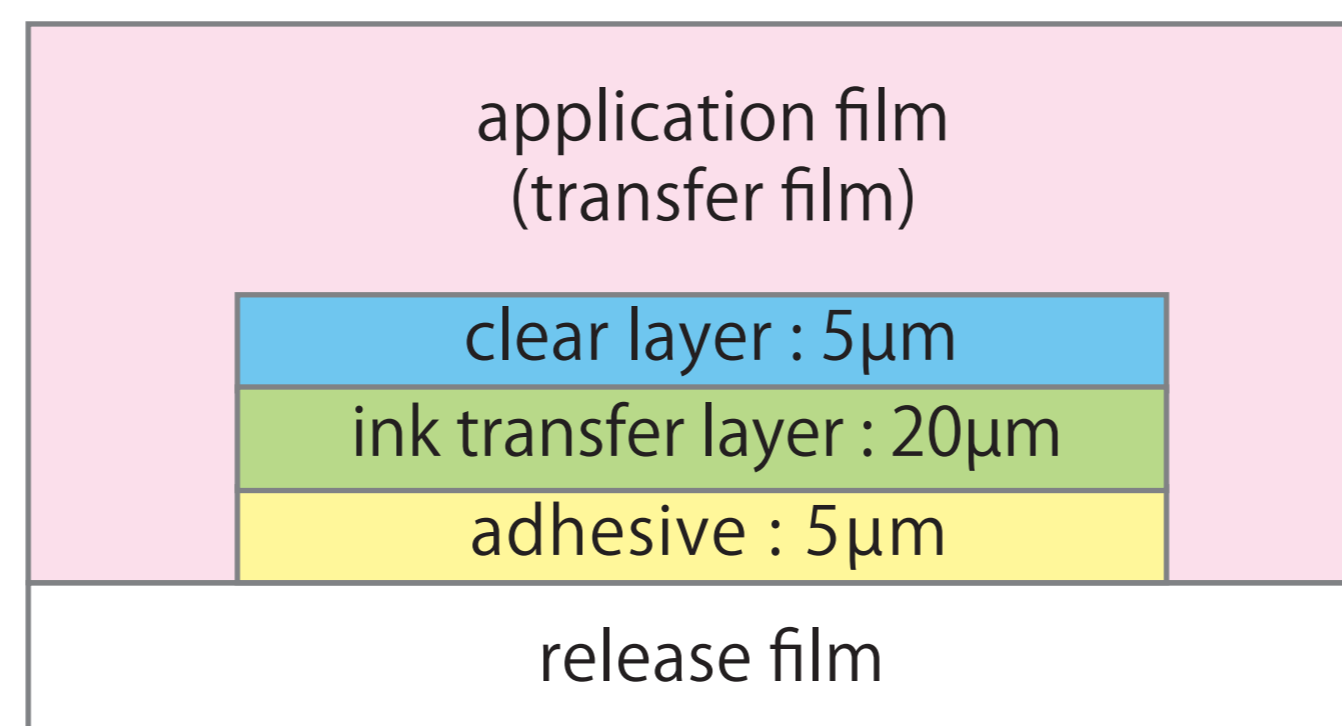 application film
(transfer film)
clear layer : 5μm
ink transfer layer : 20μm
adhesive : 5μm
release film